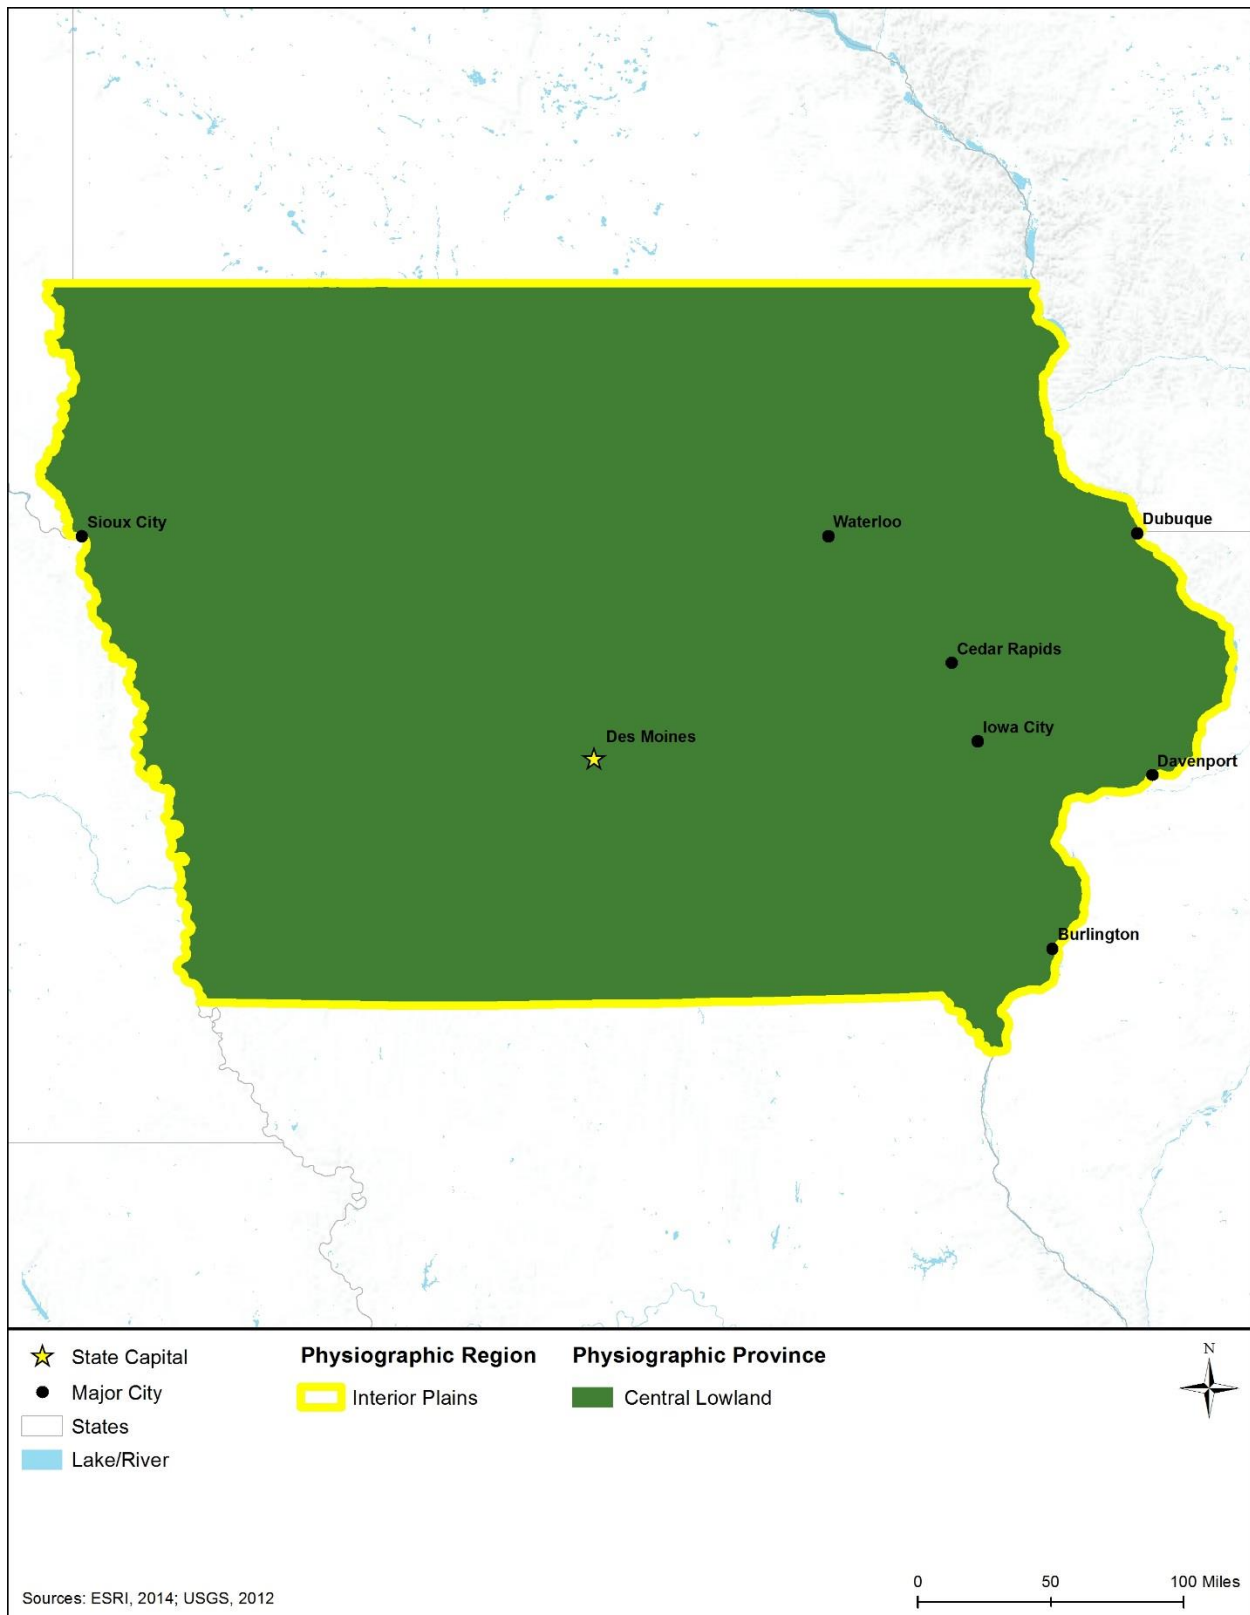 Sioux City
Waterloo
Dubuque
Cedar Rapids
Iowa City
Des Moines
Davenport
Burlington
State Capital
Major City
States
Lake/River
Physiographic Region
Interior Plains
Physiographic Province
Central Lowland
N
Sources: ESRI, 2014; USGS, 2012
0 50 100 Miles